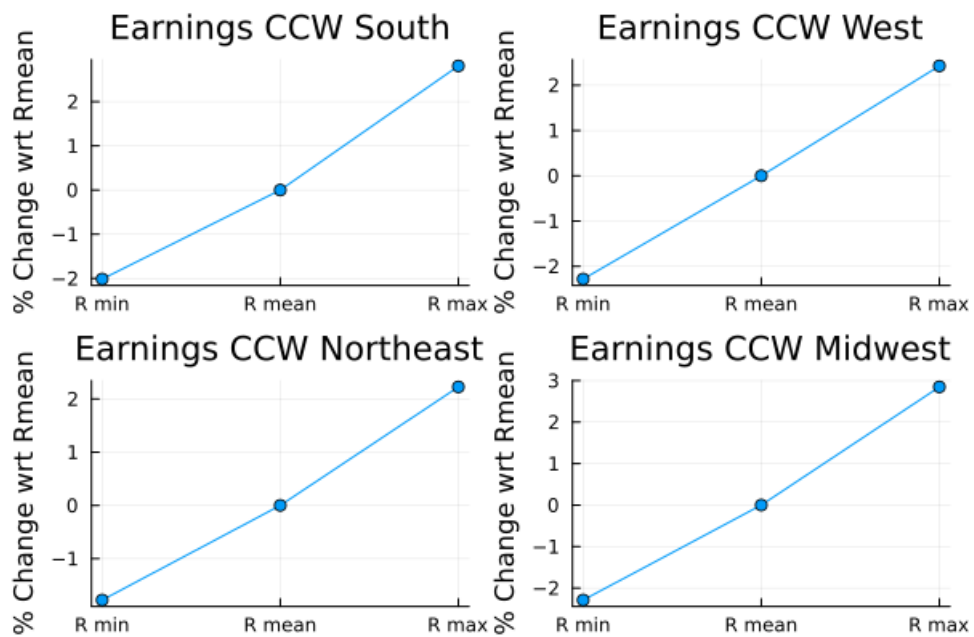 Earnings CCW South
% Change wrt Rmean
2
1
0
−1
−2
R min R mean R max
Earnings CCW West
% Change wrt Rmean
2
1
0
−1
−2
R min R mean R max
Earnings CCW Northeast
% Change wrt Rmean
2
1
0
−1
R min R mean R max
Earnings CCW Midwest
% Change wrt Rmean
3
2
1
0
−1
−2
R min R mean R max